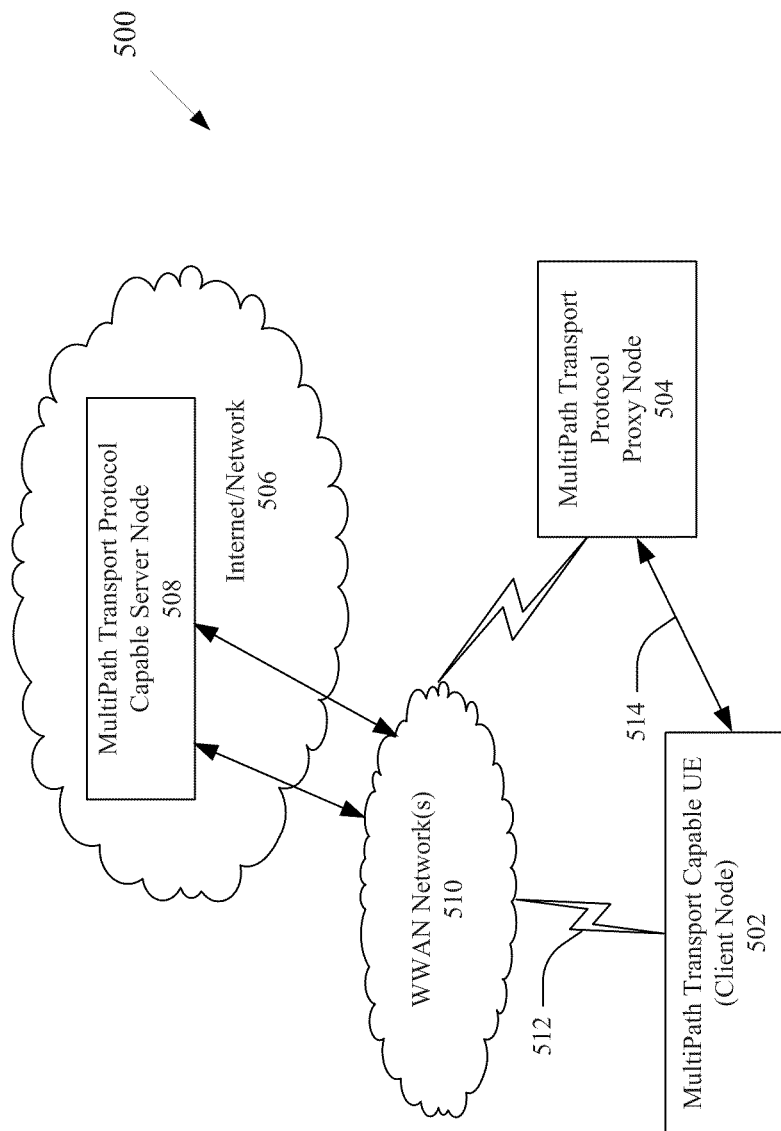 500
MultiPath Transport Protocol
Capable Server Node
508
Internet/Network
506
WWAN Network(s)
510
MultiPath Transport
Protocol
Proxy Node
504
512
514
MultiPath Transport Capable UE
(Client Node)
502